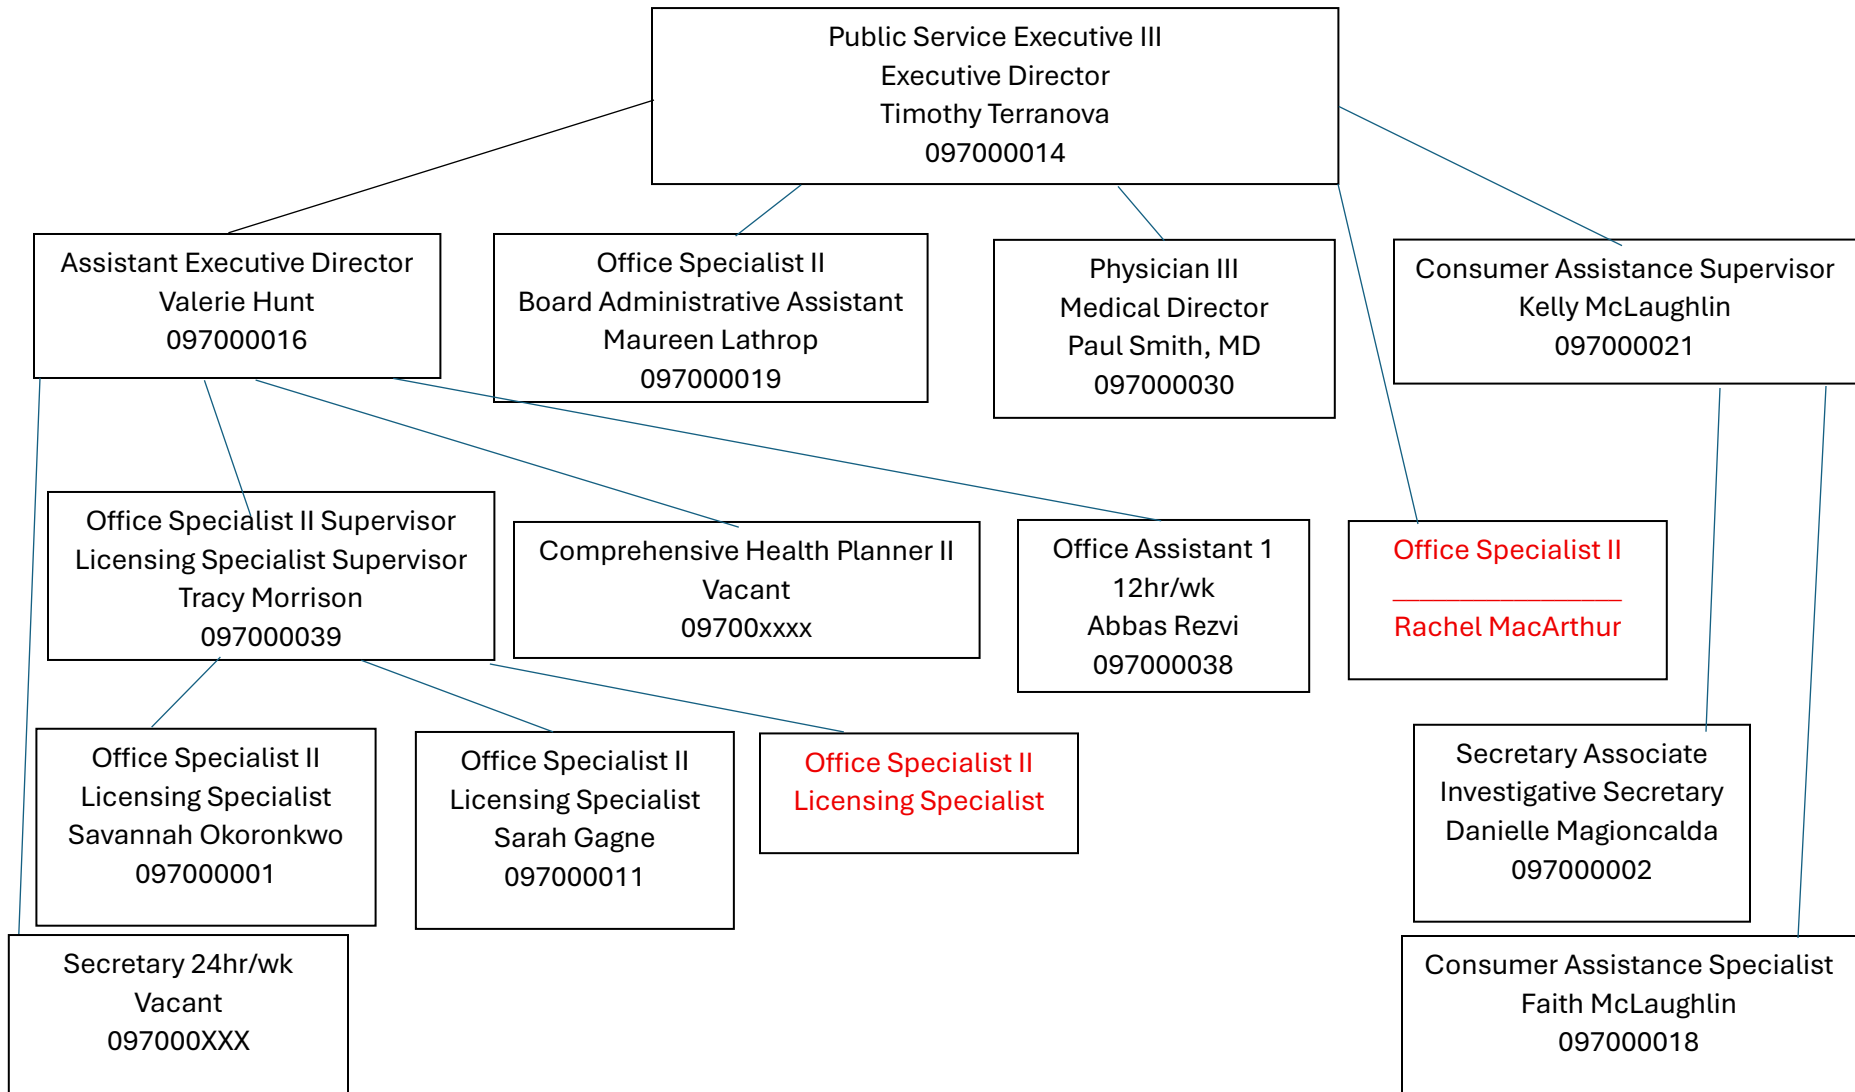 Public Service Executive III
Executive Director
Timothy Terranova
097000014
Assistant Executive Director
Valerie Hunt
097000016
Office Specialist II
Board Administrative Assistant
Maureen Lathrop
097000019
Physician III
Medical Director
Paul Smith, MD
097000030
Consumer Assistance Supervisor
Kelly McLaughlin
097000021
Office Specialist II Supervisor
Licensing Specialist Supervisor
Tracy Morrison
097000039
Comprehensive Health Planner II
Vacant
09700xxxx
Office Assistant 1
12hr/wk
Abbas Rezvi
097000038
Office Specialist II
________________
Rachel MacArthur
Office Specialist II
Licensing Specialist
Savannah Okoronkwo
097000001
Office Specialist II
Licensing Specialist
Sarah Gagne
097000011
Office Specialist II
Licensing Specialist
Secretary Associate
Investigative Secretary
Danielle Magioncalda
097000002
Secretary 24hr/wk
Vacant
097000XXX
Consumer Assistance Specialist
Faith McLaughlin
097000018